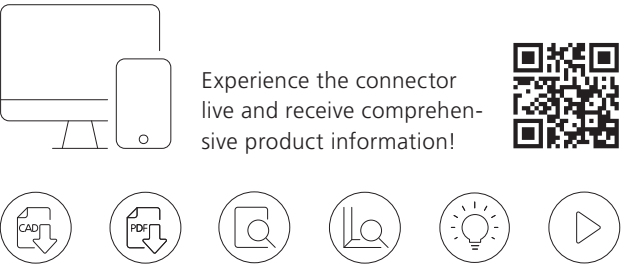 Experience the connector
live and receive comprehen-
sive product information!
CAD
PDF